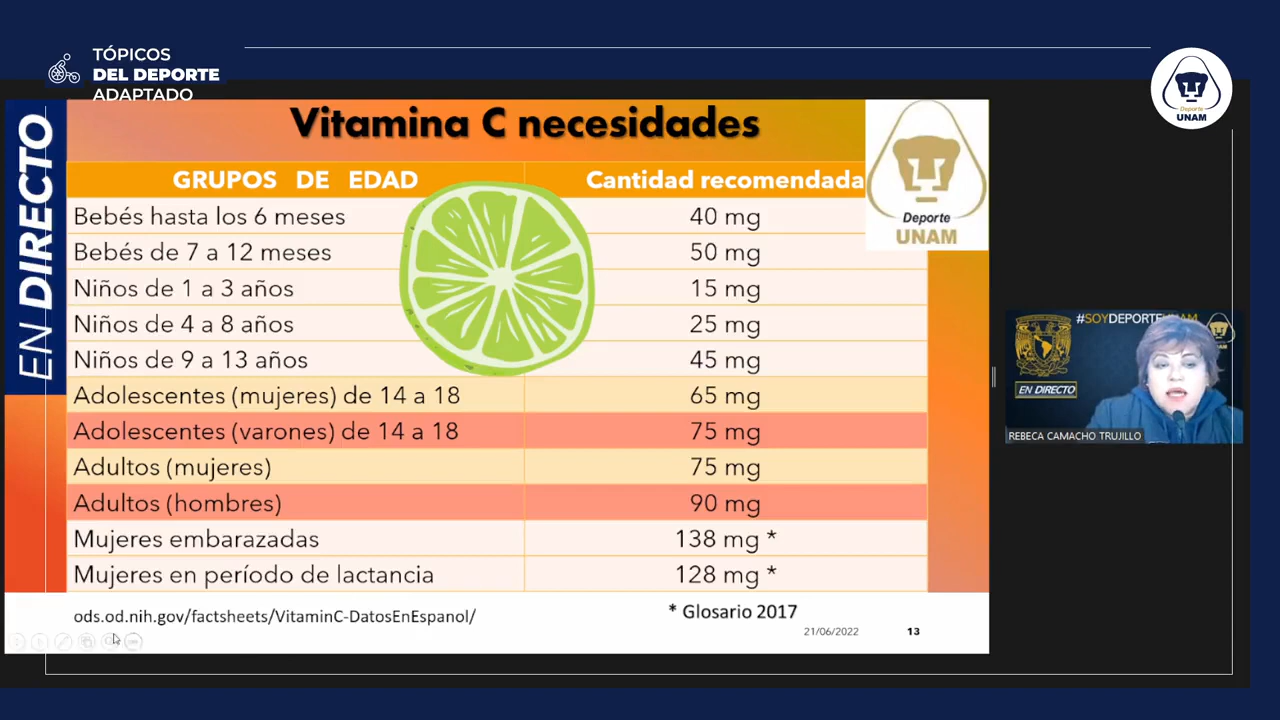 TÓPICOS
DEL DEPORTE
ADAPTADO
Deporte
UNAM
EN DIRECTO
Vitamina C necesidades
GRUPOS DE EDAD
Cantidad recomendada
Deporte
UNAM
Bebés hasta los 6 meses
40 mg
Bebés de 7 a 12 meses
50 mg
Niños de 1 a 3 años
15 mg
Niños de 4 a 8 años
25 mg
Niños de 9 a 13 años
45 mg
Adolescentes (mujeres) de 14 a 18
65 mg
Adolescentes (varones) de 14 a 18
75 mg
Adultos (mujeres)
75 mg
Adultos (hombres)
90 mg
Mujeres embarazadas
138 mg *
Mujeres en período de lactancia
128 mg *
ods.od.nih.gov/factsheets/VitaminC-DatosEnEspanol/
* Glosario 2017
21/06/2022
13
#SOYDEPORTEUNAM
EN DIRECTO
REBECA CAMACHO TRUJILLO